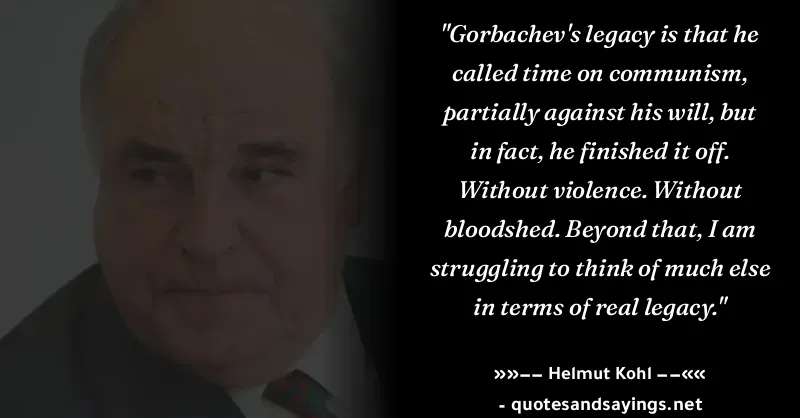 "Gorbachev's legacy is that he
called time on communism,
partially against his will, but
in fact, he finished it off.
Without violence. Without
bloodshed. Beyond that, I am
struggling to think of much else
in terms of real legacy."
»»−− Helmut Kohl −−««
- quotesandsayings.net